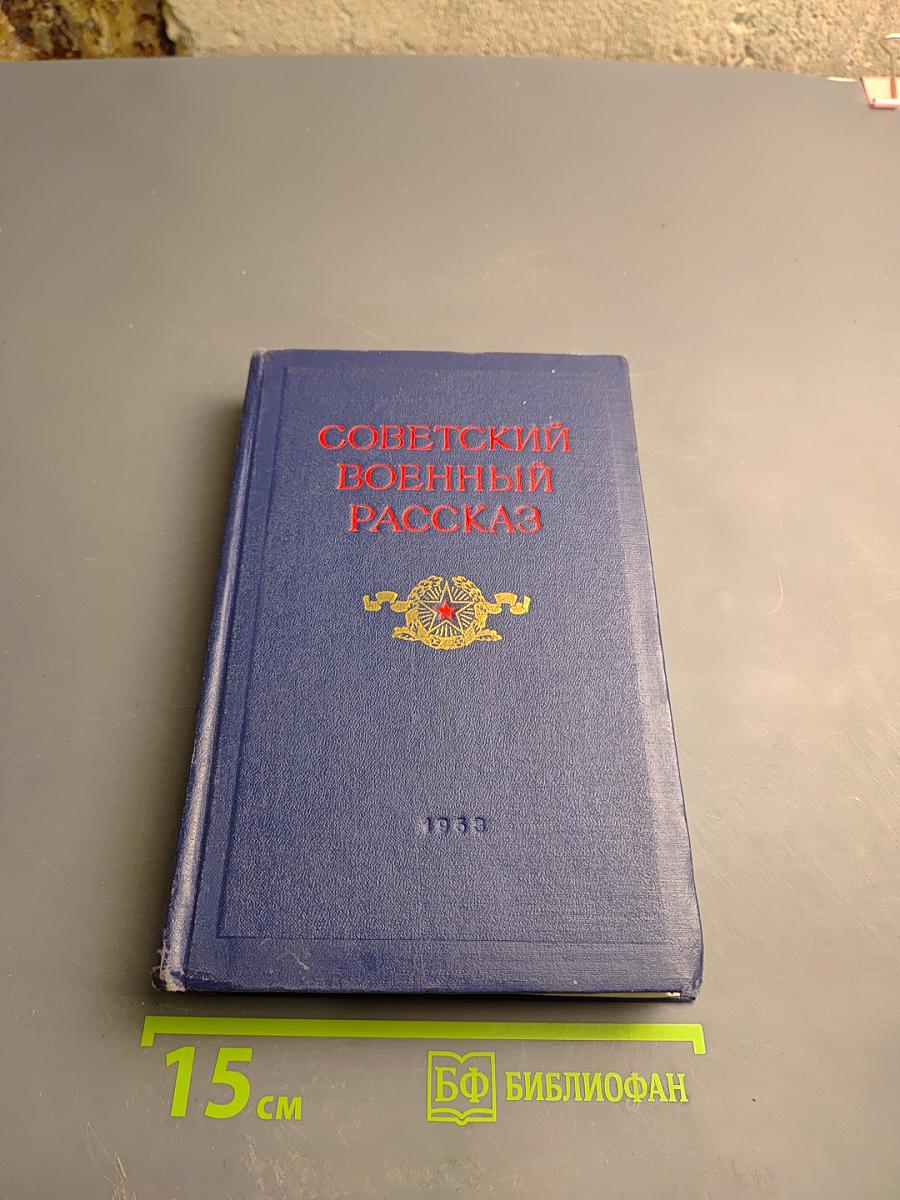 СОВЕТСКИЙ
ВОЕННЫЙ
РАССКАЗ
1953
15 см
БФ БИБЛИОФАН